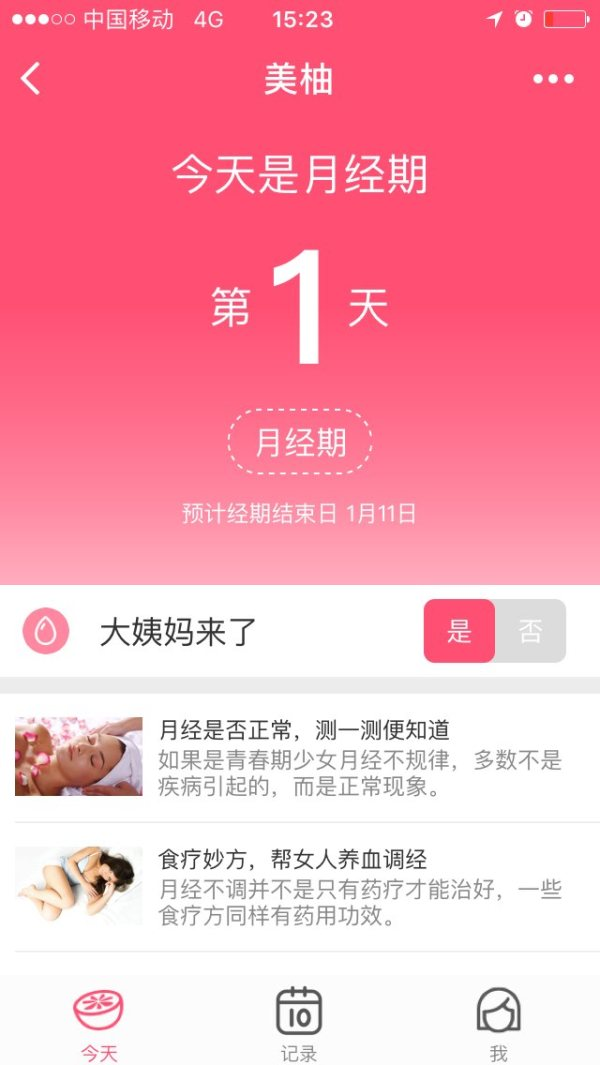 中国移动 4G 15:23
美柚
今天是月经期
第1天
月经期
预计经期结束日 1月11日
大姨妈来了 是 否
月经是否正常，测一测便知道
如果是青春期少女月经不规律，多数不是
疾病引起的，而是正常现象。
食疗妙方，帮女人养血调经
月经不调并不是只有药疗才能治好，一些
食疗方同样有药用功效。
10
今天 记录 我